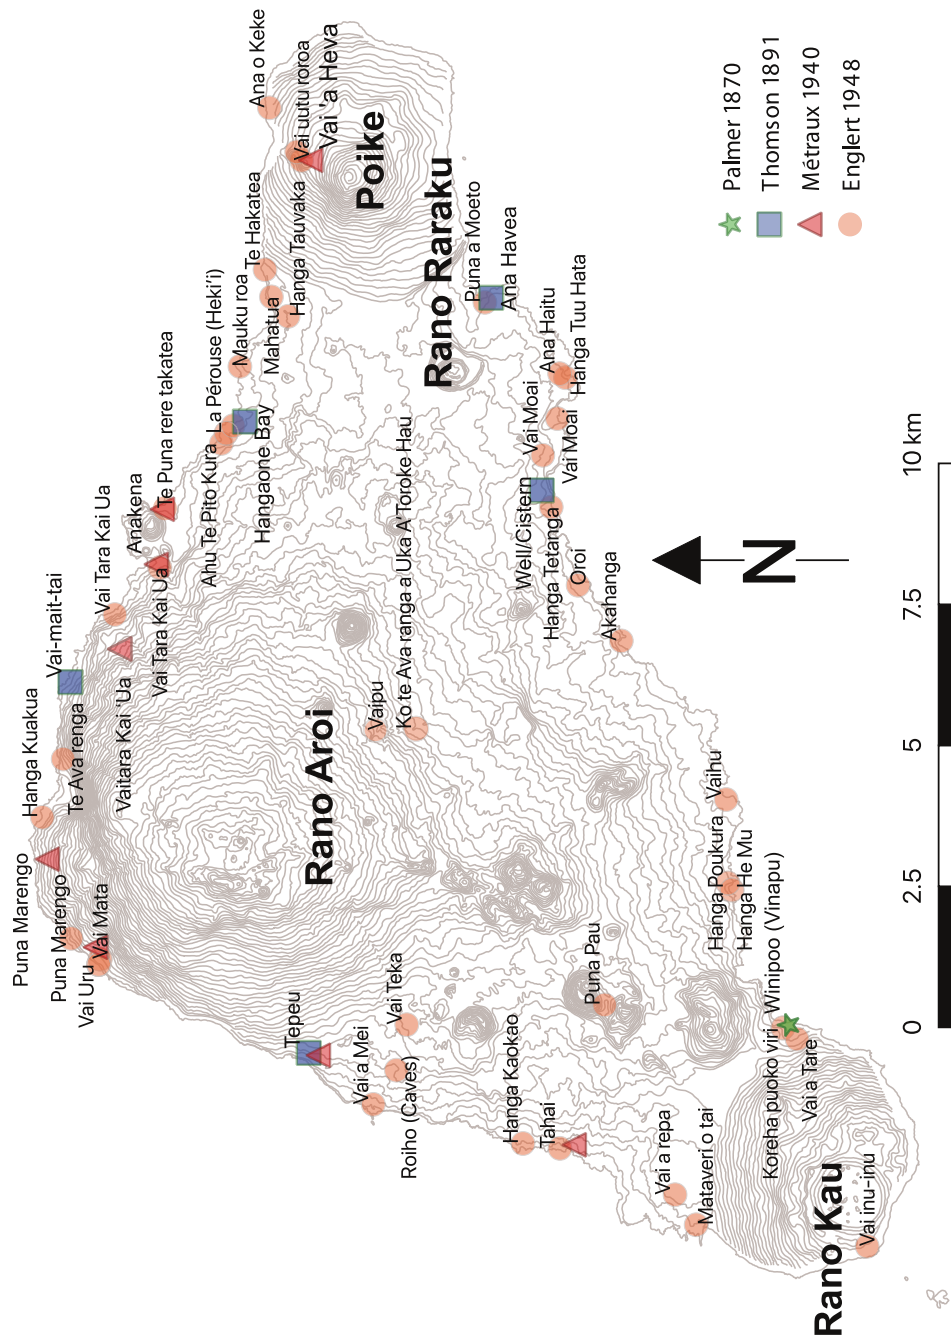 Puna Marengo
Puna Marengo
Vai Uru
Vai Mata
Hanga Kuakua
Te Ava renga
Vai-mait-tai
Vaitara Kai 'Ua
Vai Tara Kai Ua
Vai Tara Kai Ua
Anakena
Te Puna rere takatea
Ahu Te Pito Kura
La Pérouse (Heki'i)
Hangaone Bay
Mauku roa
Mahatua
Te Hakatea
Hanga Tauvaka
Ana o Keke
Vai uutu roroa
Vai 'a Heva
Poike
Rano Raraku
Puna a Moeto
Ana Havea
Ana Haitu
Hanga Tuu Hata
Vai Moai
Vai Moai
Well/Cistern
Hanga Tetanga
Oroi
Akahanga
Rano Aroi
Vaipu
Ko te Ava ranga a Uka A'Toroke Hau
Tepeu
Vai a Mei
Vai Teka
Roiho (Caves)
Hanga Kaokao
Tahai
Puna Pau
Vaihu
Hanga Poukura
Hanga He Mu
Winipoo (Vinapu)
Koreha puoko viri
Vai a Tare
Vai a repa
Mataveri o tai
Rano Kau
Vai inu-inu
Palmer 1870
Thomson 1891
Métraux 1940
Englert 1948
N
0
2.5
5
7.5
10 km